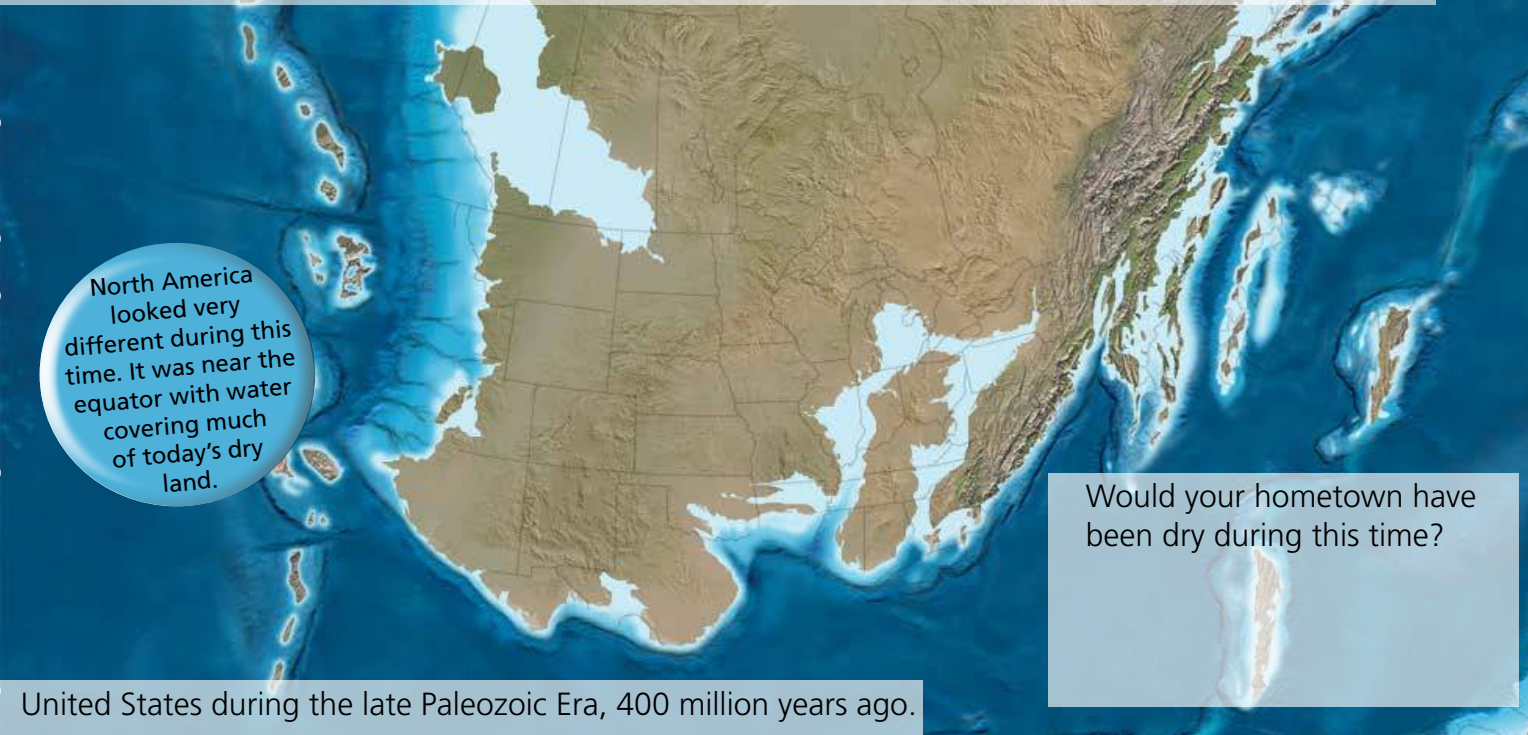 North America
looked very
different during this
time. It was near the
equator with water
covering much
of today's dry
land.
Would your hometown have
been dry during this time?
United States during the late Paleozoic Era, 400 million years ago.